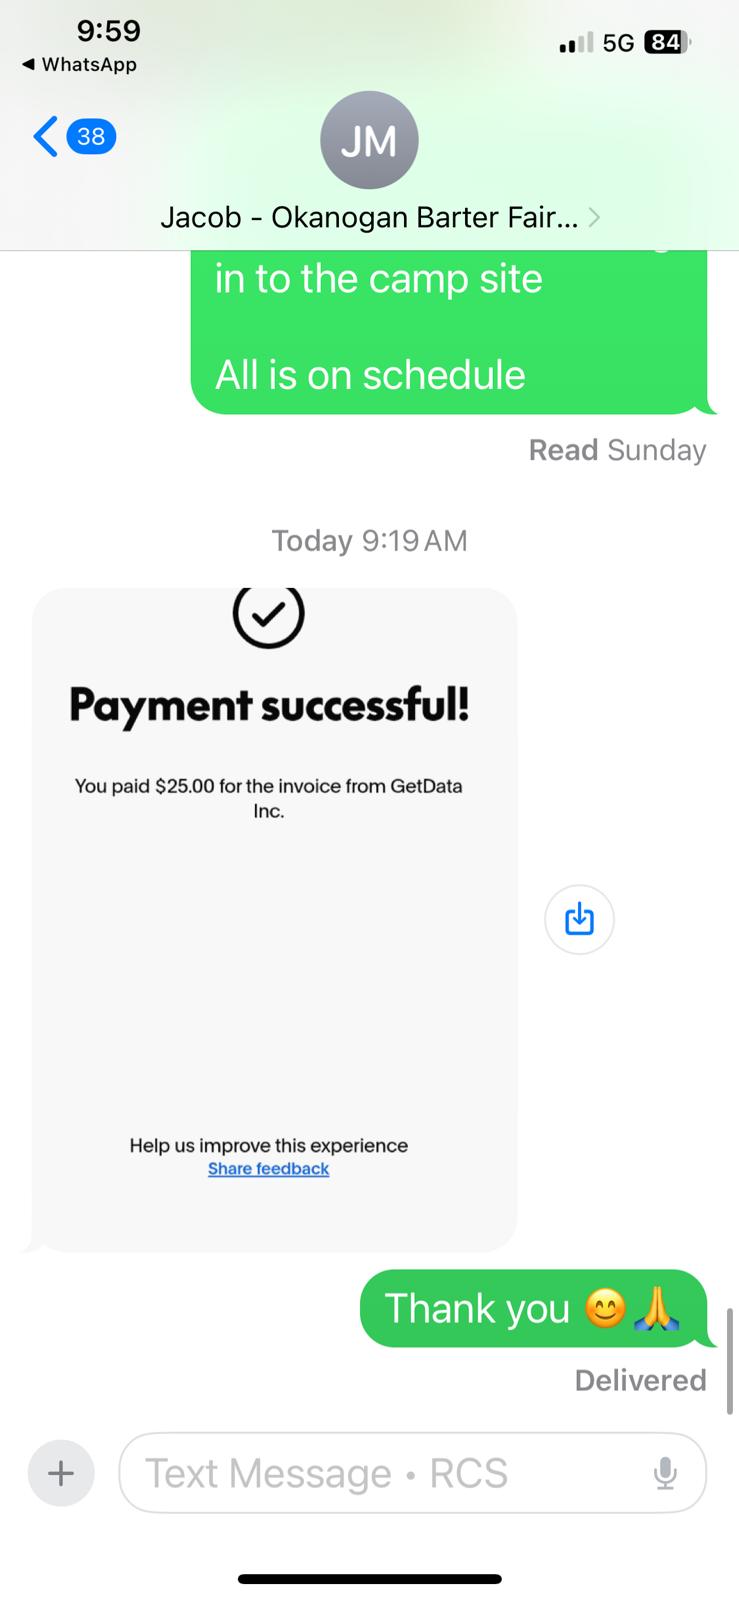 9:59
5G 84
WhatsApp
38
JM
Jacob - Okanogan Barter Fair...
in to the camp site
All is on schedule
Read Sunday
Today 9:19 AM
Payment successful!
You paid $25.00 for the invoice from GetData
Inc.
Help us improve this experience
Share feedback
Thank you 😊🙏
Delivered
Text Message • RCS